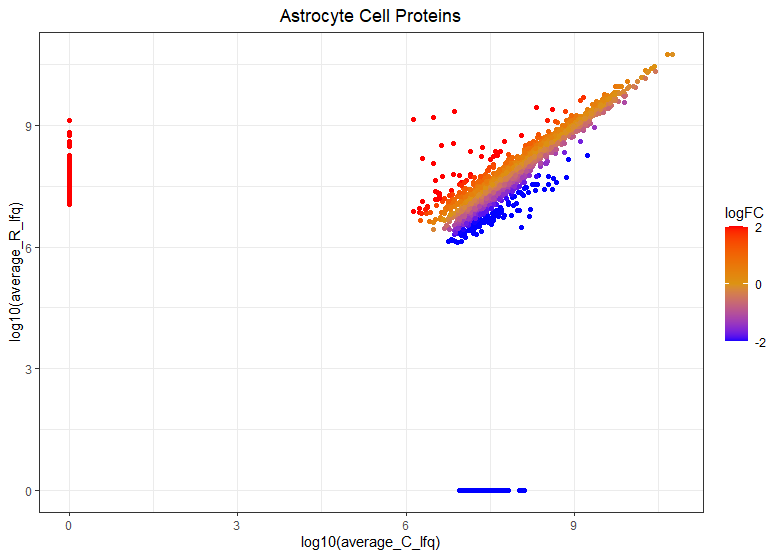 Astrocyte Cell Proteins
log10(average_R_lfq)
9
6
3
0
0
3
6
9
log10(average_C_lfq)
logFC
2
0
-2